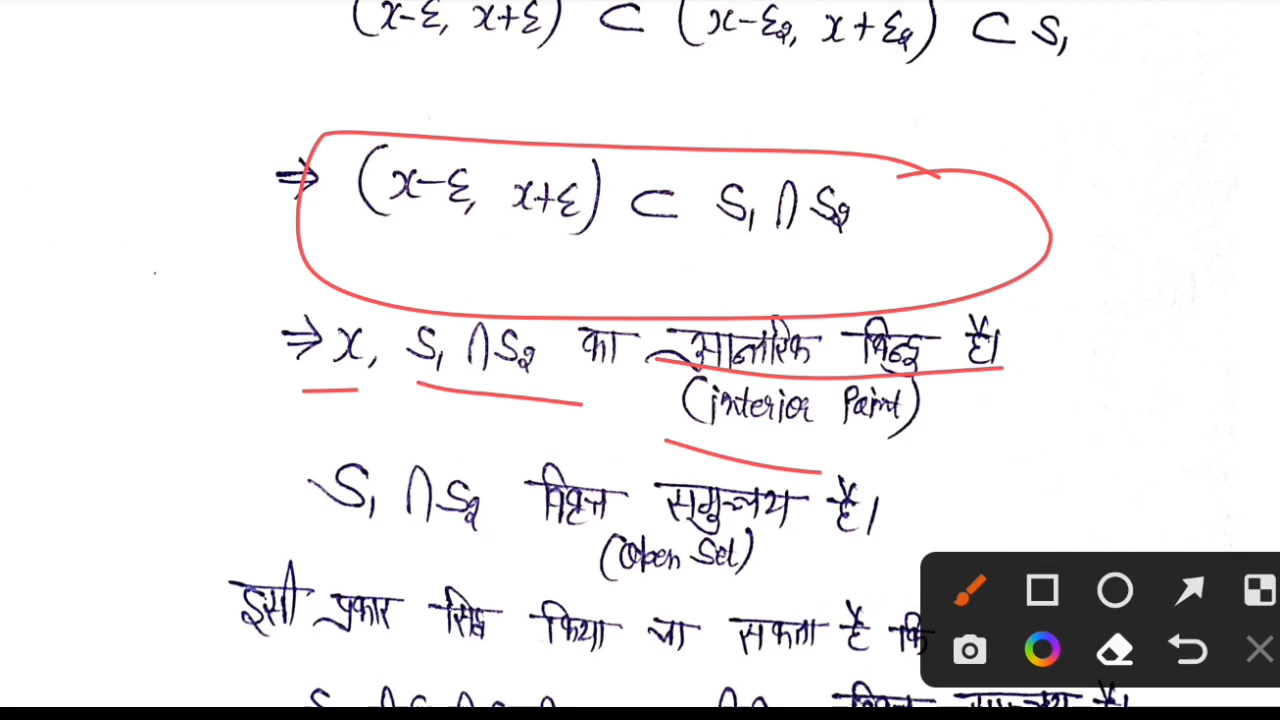 (x-ε, x+ε) ⊂ (x-ε₂, x+ε₂) ⊂ S₁
⇒ (x-ε, x+ε) ⊂ S₁ ∩ S₂
⇒ x, S₁ ∩ S₂ का आन्तरिक बिन्दु है।
(interior Point)
S₁ ∩ S₂ विवृत्त समुच्चय है।
(Open Set)
इसी प्रकार सिद्ध किया जा सकता है कि